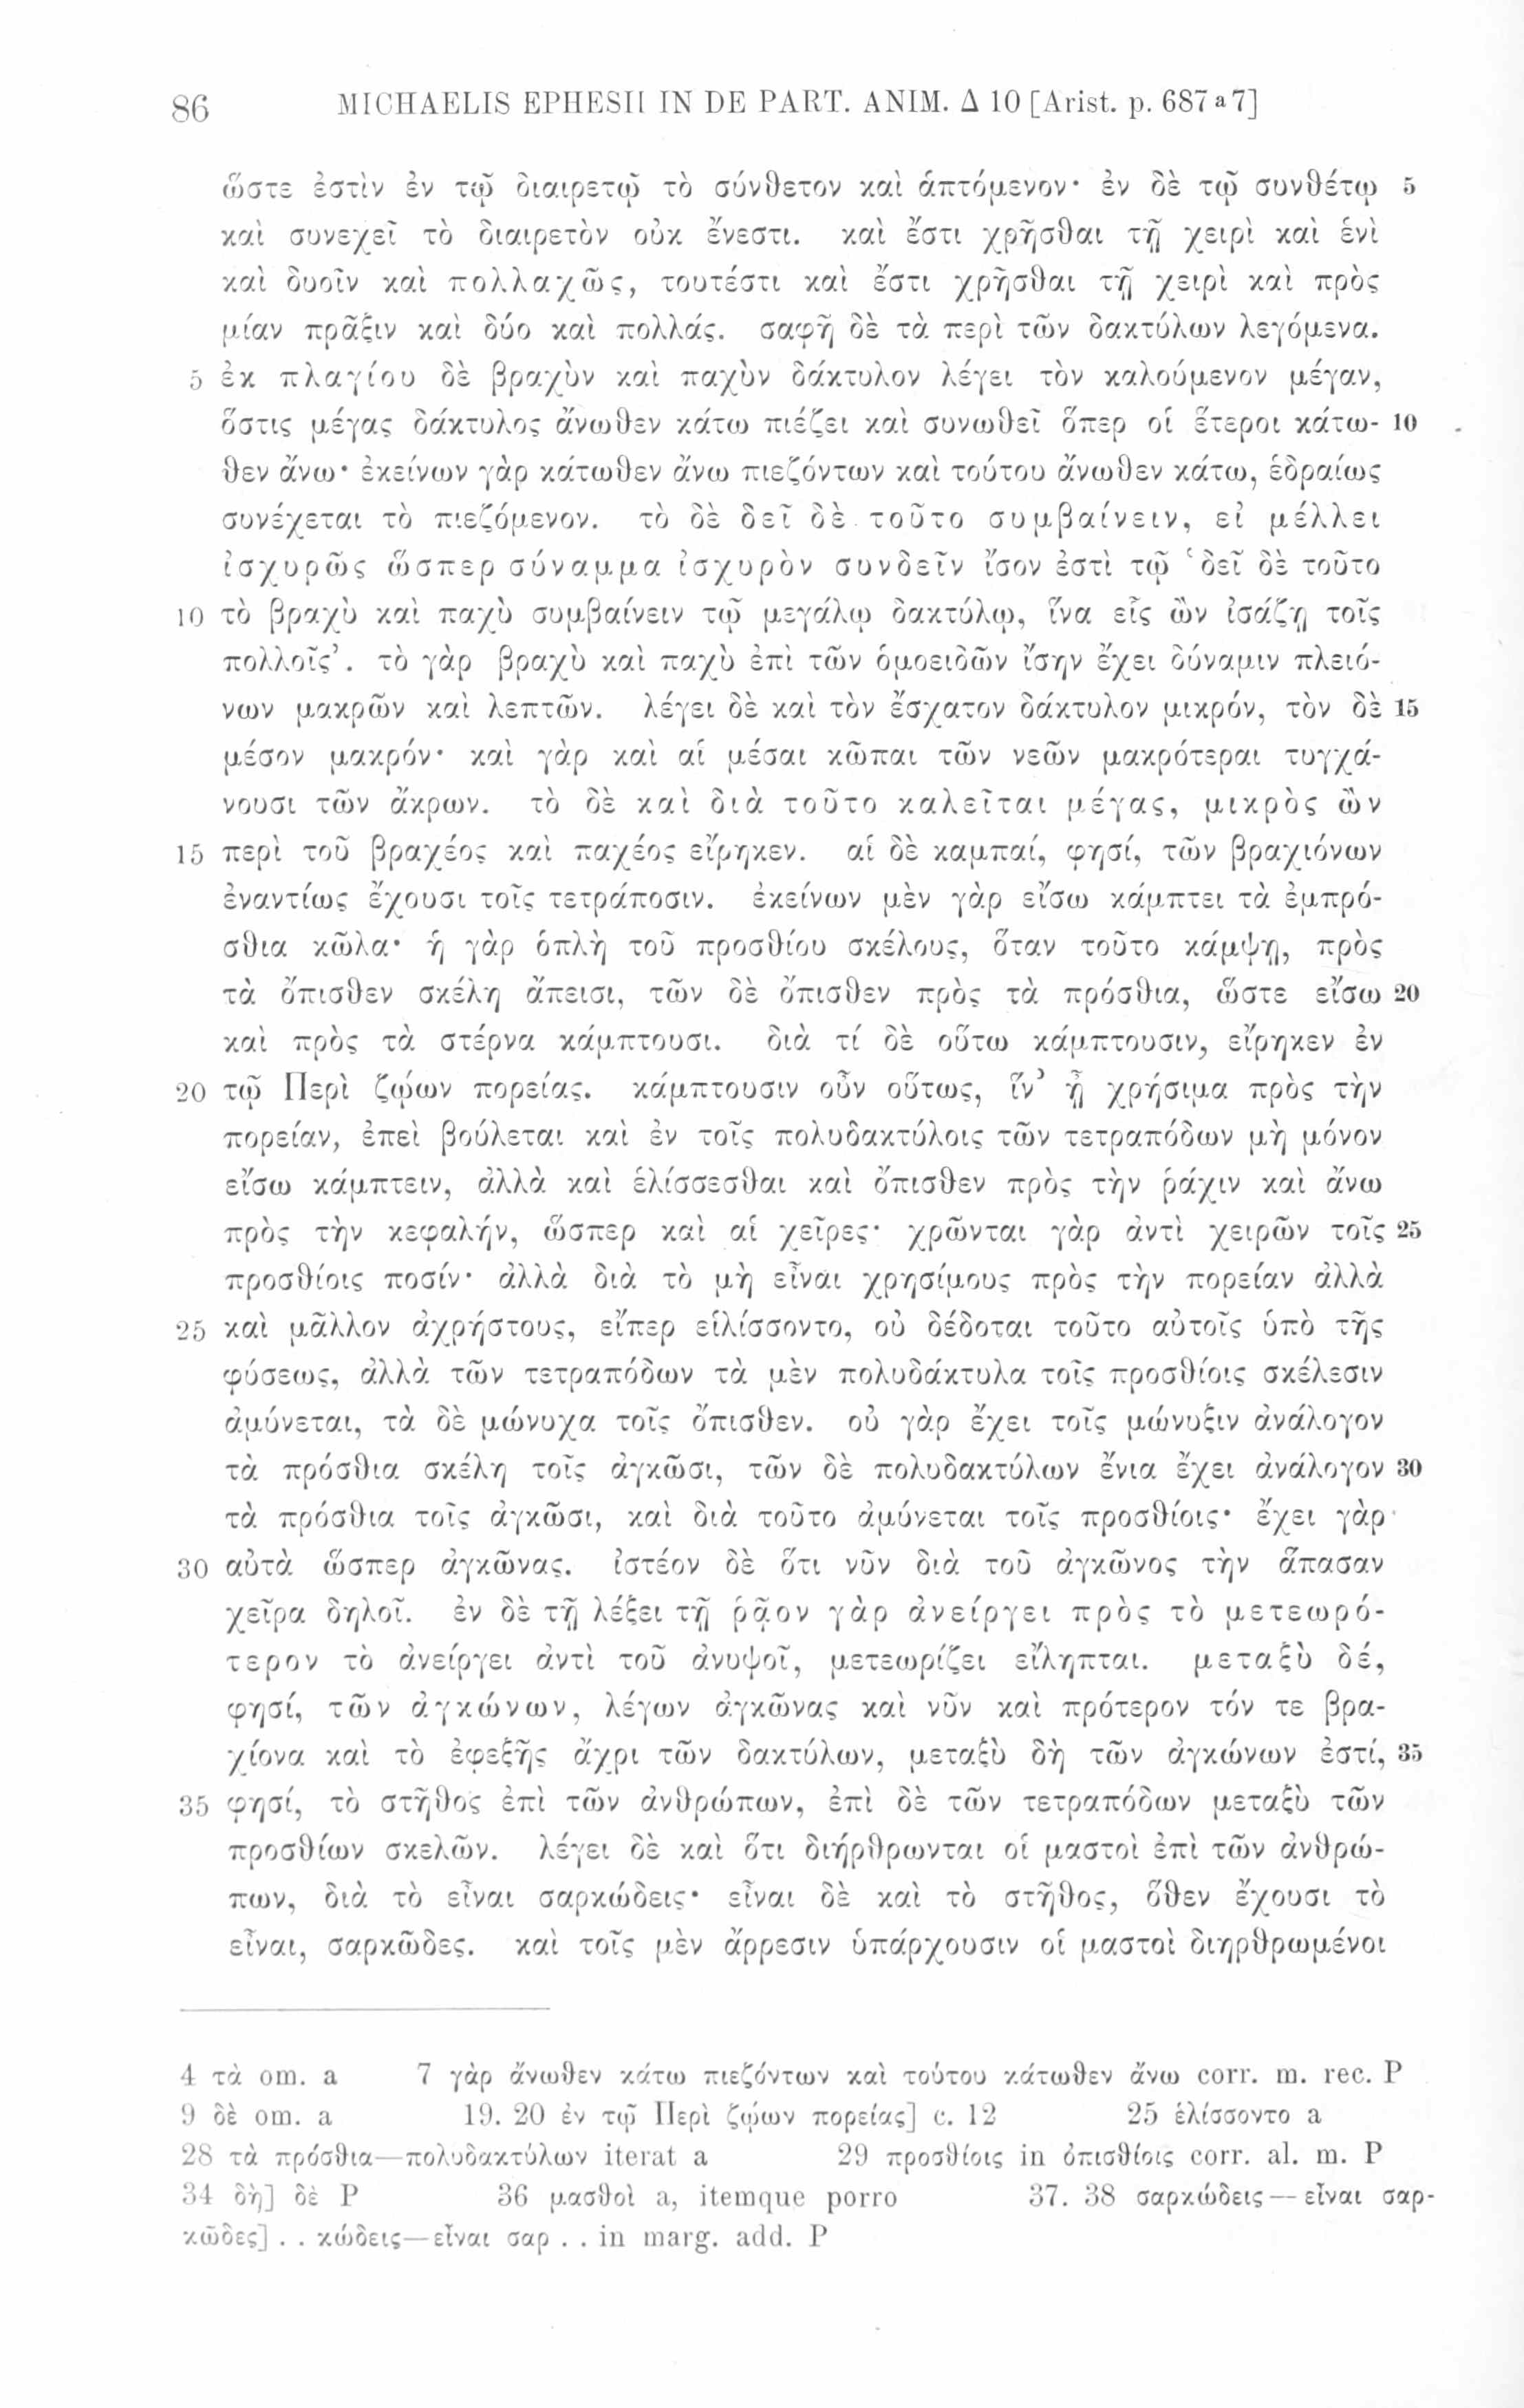 86 MICHAELIS EPHESII IN DE PART. ANIM. Δ 10 [Arist. p. 687 a 7]
ὥστε ἐστὶν ἐν τῷ διαιρετῷ τὸ σύνθετον καὶ ἁπτόμενον· ἐν δὲ τῷ συνθέτῳ 5
καὶ συνεχεῖ τὸ διαιρετὸν οὐκ ἔνεστι. καὶ ἔστι χρῆσθαι τῇ χειρὶ καὶ ἑνὶ
καὶ δυοῖν καὶ πολλαχῶς, τουτέστι καὶ ἔστι χρῆσθαι τῇ χειρὶ καὶ πρὸς
μίαν πρᾶξιν καὶ δύο καὶ πολλάς. σαφῆ δὲ τὰ περὶ τῶν δακτύλων λεγόμενα.
5 ἐκ πλαγίου δὲ βραχὺν καὶ παχὺν δάκτυλον λέγει τὸν καλούμενον μέγαν,
ὅστις μέγας δάκτυλος ἄνωθεν κάτω πιέζει καὶ συνωθεῖ ὅπερ οἱ ἕτεροι κάτω- 10
θεν ἄνω· ἐκείνων γὰρ κάτωθεν ἄνω πιεζόντων καὶ τούτου ἄνωθεν κάτω, ἑδραίως
συνέχεται τὸ πιεζόμενον. τὸ δὲ δεῖ δὲ τοῦτο συμβαίνειν, εἰ μέλλει
ἰσχυρῶς ὥσπερ σύναμμα ἰσχυρὸν συνδεῖν ἴσον ἐστὶ τῷ ‘δεῖ δὲ τοῦτο
10 τὸ βραχὺ καὶ παχὺ συμβαίνειν τῷ μεγάλῳ δακτύλῳ, ἵνα εἷς ὢν ἰσάζῃ τοῖς
πολλοῖς’. τὸ γὰρ βραχὺ καὶ παχὺ ἐπὶ τῶν ὁμοειδῶν ἴσην ἔχει δύναμιν πλειό-
νων μακρῶν καὶ λεπτῶν. λέγει δὲ καὶ τὸν ἔσχατον δάκτυλον μικρόν, τὸν δὲ 15
μέσον μακρόν· καὶ γὰρ καὶ αἱ μέσαι κῶπαι τῶν νεῶν μακρότεραι τυγχά-
νουσι τῶν ἄκρων. τὸ δὲ καὶ διὰ τοῦτο καλεῖται μέγας, μικρὸς ὢν
15 περὶ τοῦ βραχέος καὶ παχέος εἴρηκεν. αἱ δὲ καμπαί, φησί, τῶν βραχιόνων
ἐναντίως ἔχουσι τοῖς τετράποσιν. ἐκείνων μὲν γὰρ εἴσω κάμπτει τὰ ἐμπρό-
σθια κῶλα· ἡ γὰρ ὁπλὴ τοῦ προσθίου σκέλους, ὅταν τοῦτο κάμψῃ, πρὸς
τὰ ὄπισθεν σκέλη ἄπεισι, τῶν δὲ ὄπισθεν πρὸς τὰ πρόσθια, ὥστε εἴσω 20
καὶ πρὸς τὰ στέρνα κάμπτουσι. διὰ τί δὲ οὕτω κάμπτουσιν, εἴρηκεν ἐν
20 τῷ Περὶ ζῴων πορείας. κάμπτουσιν οὖν οὕτως, ἵν’ ᾖ χρήσιμα πρὸς τὴν
πορείαν, ἐπεὶ βούλεται καὶ ἐν τοῖς πολυδακτύλοις τῶν τετραπόδων μὴ μόνον
εἴσω κάμπτειν, ἀλλὰ καὶ ἑλίσσεσθαι καὶ ὄπισθεν πρὸς τὴν ῥάχιν καὶ ἄνω
πρὸς τὴν κεφαλήν, ὥσπερ καὶ αἱ χεῖρες· χρῶνται γὰρ ἀντὶ χειρῶν τοῖς 25
προσθίοις ποσίν· ἀλλὰ διὰ τὸ μὴ εἶναι χρησίμους πρὸς τὴν πορείαν ἀλλὰ
25 καὶ μᾶλλον ἀχρήστους, εἴπερ εἱλίσσοντο, οὐ δέδοται τοῦτο αὐτοῖς ὑπὸ τῆς
φύσεως, ἀλλὰ τῶν τετραπόδων τὰ μὲν πολυδάκτυλα τοῖς προσθίοις σκέλεσιν
ἀμύνεται, τὰ δὲ μώνυχα τοῖς ὄπισθεν. οὐ γὰρ ἔχει τοῖς μώνυξιν ἀνάλογον
τὰ πρόσθια σκέλη τοῖς ἀγκῶσι, τῶν δὲ πολυδακτύλων ἔνια ἔχει ἀνάλογον 30
τὰ πρόσθια τοῖς ἀγκῶσι, καὶ διὰ τοῦτο ἀμύνεται τοῖς προσθίοις· ἔχει γὰρ
30 αὐτὰ ὥσπερ ἀγκῶνας. ἰστέον δὲ ὅτι νῦν διὰ τοῦ ἀγκῶνος τὴν ἅπασαν
χεῖρα δηλοῖ. ἐν δὲ τῇ λέξει τῇ ῥᾷον γὰρ ἀνείργει πρὸς τὸ μετεωρό-
τερον τὸ ἀνείργει ἀντὶ τοῦ ἀνυψοῖ, μετεωρίζει εἴληπται. μεταξὺ δέ,
φησί, τῶν ἀγκώνων, λέγων ἀγκῶνας καὶ νῦν καὶ πρότερον τόν τε βρα-
χίονα καὶ τὸ ἐφεξῆς ἄχρι τῶν δακτύλων, μεταξὺ δὴ τῶν ἀγκώνων ἐστί, 35
35 φησί, τὸ στῆθος ἐπὶ τῶν ἀνθρώπων, ἐπὶ δὲ τῶν τετραπόδων μεταξὺ τῶν
προσθίων σκελῶν. λέγει δὲ καὶ ὅτι διήρθρωνται οἱ μαστοὶ ἐπὶ τῶν ἀνθρώ-
πων, διὰ τὸ εἶναι σαρκώδεις· εἶναι δὲ καὶ τὸ στῆθος, ὅθεν ἔχουσι τὸ
εἶναι, σαρκῶδες. καὶ τοῖς μὲν ἄρρεσιν ὑπάρχουσιν οἱ μαστοὶ διηρθρωμένοι
4 τὰ om. a 7 γὰρ ἄνωθεν κάτω πιεζόντων καὶ τούτου κάτωθεν ἄνω corr. m. rec. P
9 δὲ om. a 19. 20 ἐν τῷ Περὶ ζῴων πορείας] c. 12 25 ἑλίσσοντο a
28 τὰ πρόσθια—πολυδακτύλων iterat a 29 προσθίοις in ὀπισθίοις corr. al. m. P
34 δὴ] δὲ P 36 μασθοὶ a, itemque porro 37. 38 σαρκώδεις—εἶναι σαρ-
κῶδες] . . κώδεις—εἶναι σαρ . . in marg. add. P